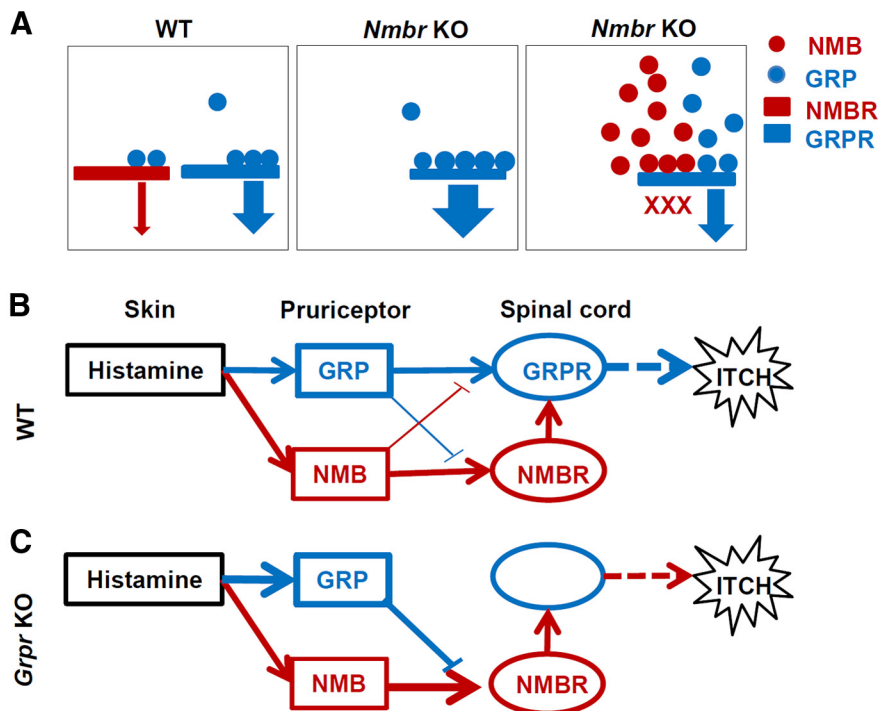 A
WT
Nmbr KO
Nmbr KO
NMB
GRP
NMBR
GRPR
XXX
B
Skin
Pruriceptor
Spinal cord
WT
Histamine
GRP
GRPR
ITCH
NMB
NMBR
C
Grpr KO
Histamine
GRP
ITCH
NMB
NMBR